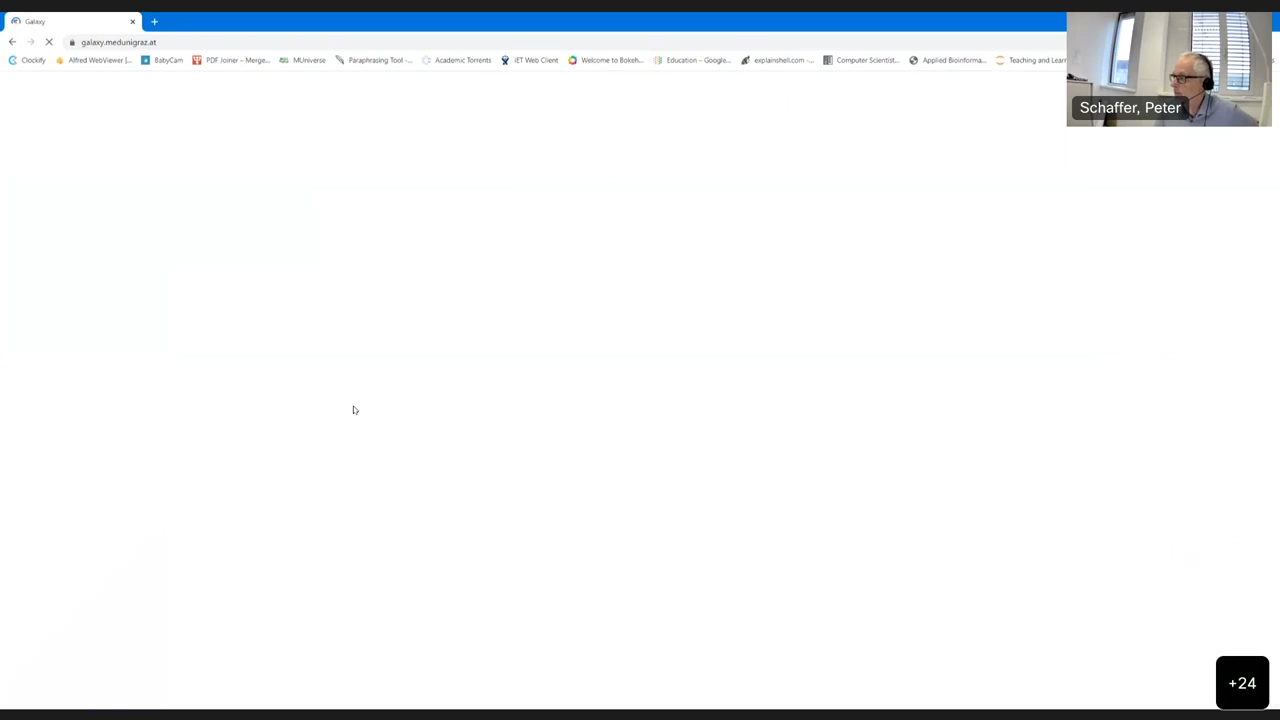 Galaxy
galaxy.medunigraz.at
Clockify Alfred WebViewer |... BabyCam PDF Joiner – Merge... MUniverse Paraphrasing Tool -... Academic Torrents Web Client Welcome to Bokeh... Education – Google... explainshell.com -... Computer Scientist... Applied Bioinforma... Teaching and Learn
Schaffer, Peter
+24